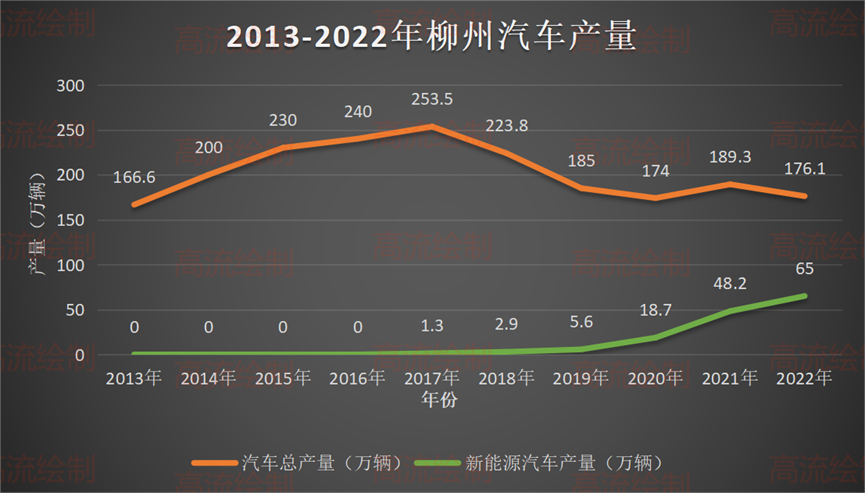 2013-2022年柳州汽车产量
300
250
200
150
100
50
0
产量（万辆）
166.6
200
230
240
253.5
223.8
185
174
189.3
176.1
0
0
0
0
1.3
2.9
5.6
18.7
48.2
65
2013年
2014年
2015年
2016年
2017年
2018年
2019年
2020年
2021年
2022年
年份
汽车总产量（万辆）
新能源汽车产量（万辆）
高流绘制